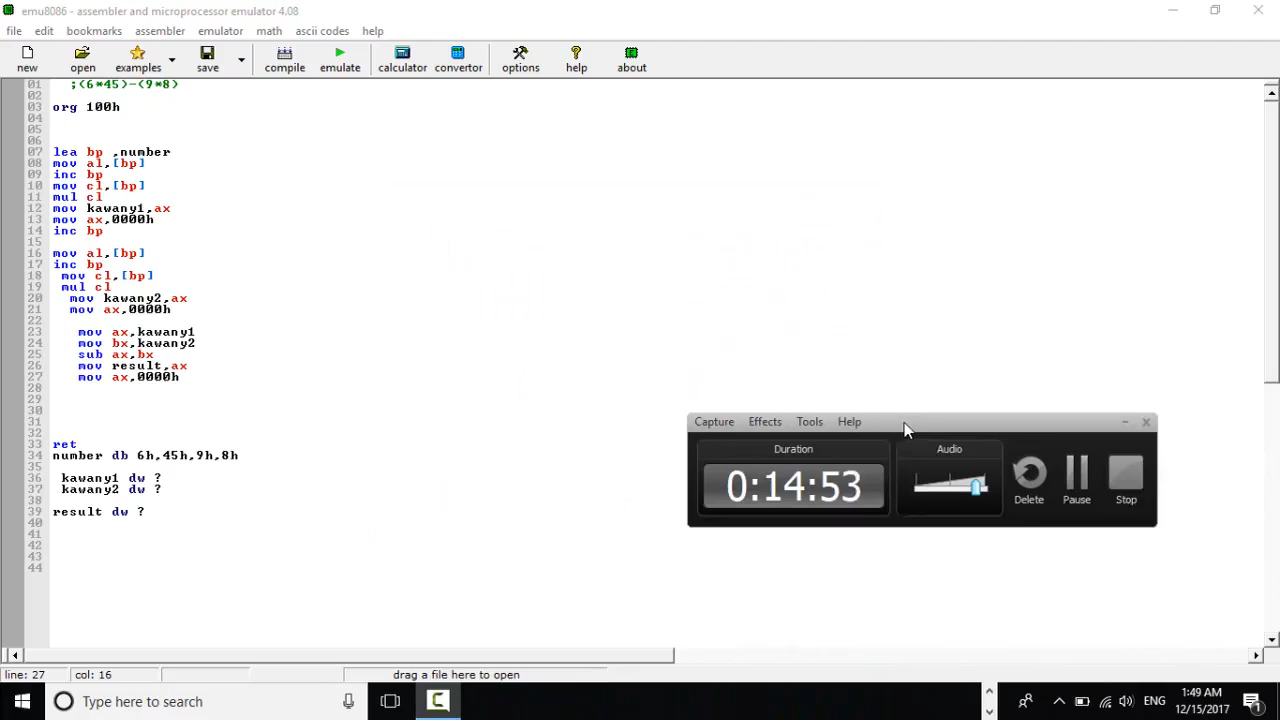 emu8086 - assembler and microprocessor emulator 4.08
file edit bookmarks assembler emulator math ascii codes help
new open examples save compile emulate calculator convertor options help about
01 ;(6*45)-(9*8)
02
03 org 100h
04
05
06
07 lea bp ,number
08 mov al,[bp]
09 inc bp
10 mov cl,[bp]
11 mul cl
12 mov kawany1,ax
13 mov ax,0000h
14 inc bp
15
16 mov al,[bp]
17 inc bp
18 mov cl,[bp]
19 mul cl
20 mov kawany2,ax
21 mov ax,0000h
22
23 mov ax,kawany1
24 mov bx,kawany2
25 sub ax,bx
26 mov result,ax
27 mov ax,0000h
28
29
30
31
32
33 ret
34 number db 6h,45h,9h,8h
35
36 kawany1 dw ?
37 kawany2 dw ?
38
39 result dw ?
40
41
42
43
44
Capture Effects Tools Help
Duration
0:14:53
Audio
Delete Pause Stop
line: 27 col: 16 drag a file here to open
Type here to search
ENG
1:49 AM
12/15/2017
1